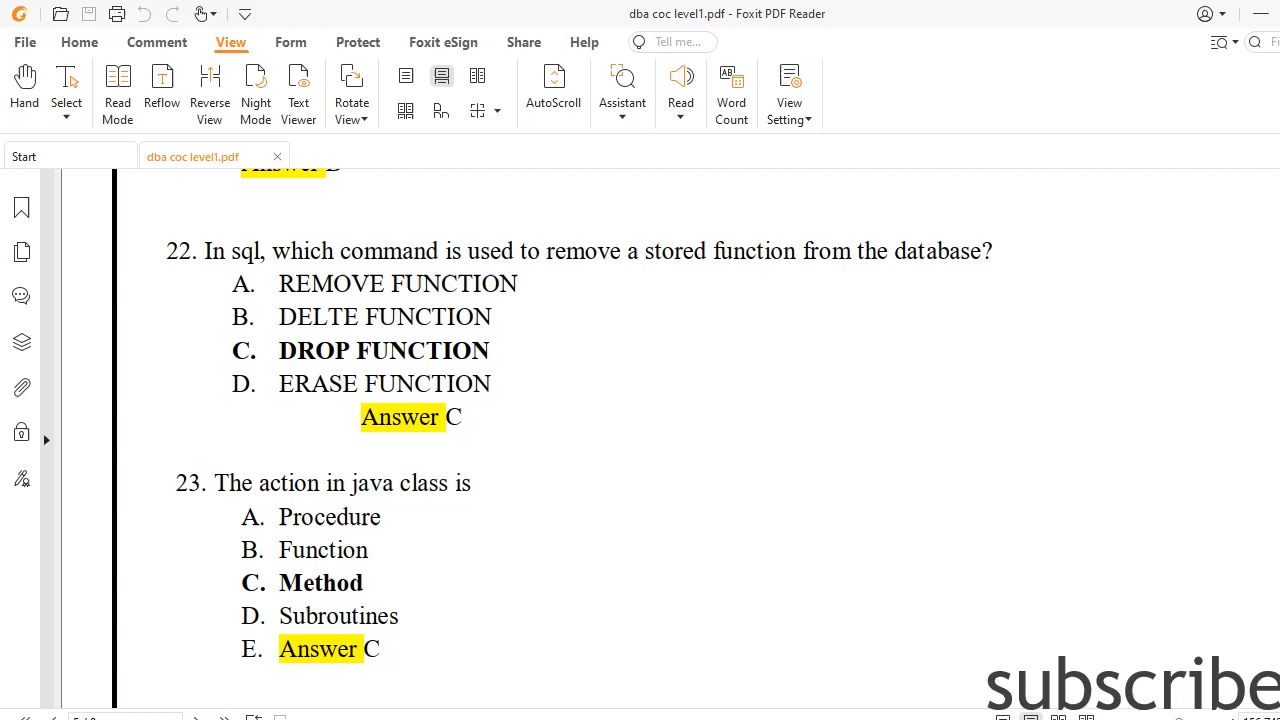 dba coc level1.pdf - Foxit PDF Reader
File Home Comment View Form Protect Foxit eSign Share Help Tell me...
Hand Select Read Mode Reflow Reverse View Night Mode Text Viewer Rotate View AutoScroll Assistant Read Word Count View Setting
Start dba coc level1.pdf
22. In sql, which command is used to remove a stored function from the database?
A. REMOVE FUNCTION
B. DELTE FUNCTION
C. DROP FUNCTION
D. ERASE FUNCTION
Answer C
23. The action in java class is
A. Procedure
B. Function
C. Method
D. Subroutines
E. Answer C
subscribe